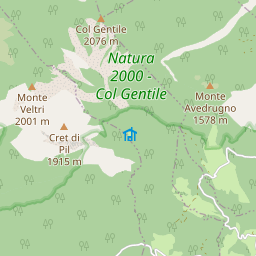 Col Gentile
2076 m
Natura
2000 -
Col Gentile
Monte
Veltri
2001 m
Monte
Avedrugno
1578 m
Cret di
Pil
1915 m